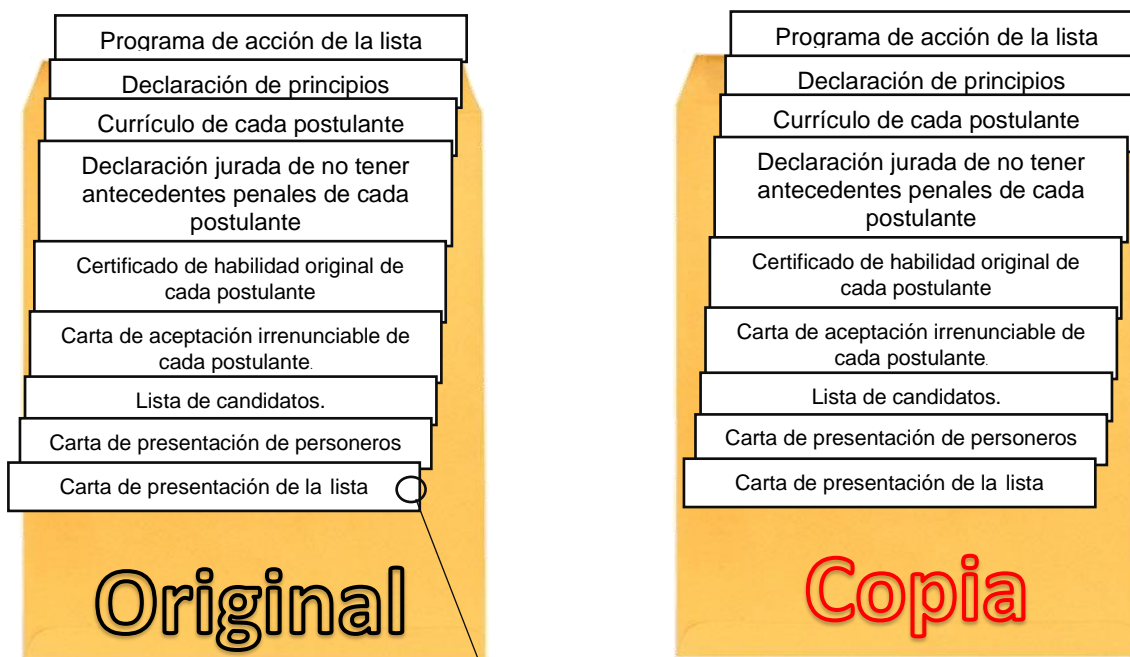 Programa de acción de la lista
Declaración de principios
Currículo de cada postulante
Declaración jurada de no tener
antecedentes penales de cada
postulante
Certificado de habilidad original de
cada postulante
Carta de aceptación irrenunciable de
cada postulante.
Lista de candidatos.
Carta de presentación de personeros
Carta de presentación de la lista
Original
Programa de acción de la lista
Declaración de principios
Currículo de cada postulante
Declaración jurada de no tener
antecedentes penales de cada
postulante
Certificado de habilidad original de
cada postulante
Carta de aceptación irrenunciable de
cada postulante.
Lista de candidatos.
Carta de presentación de personeros
Carta de presentación de la lista
Copia